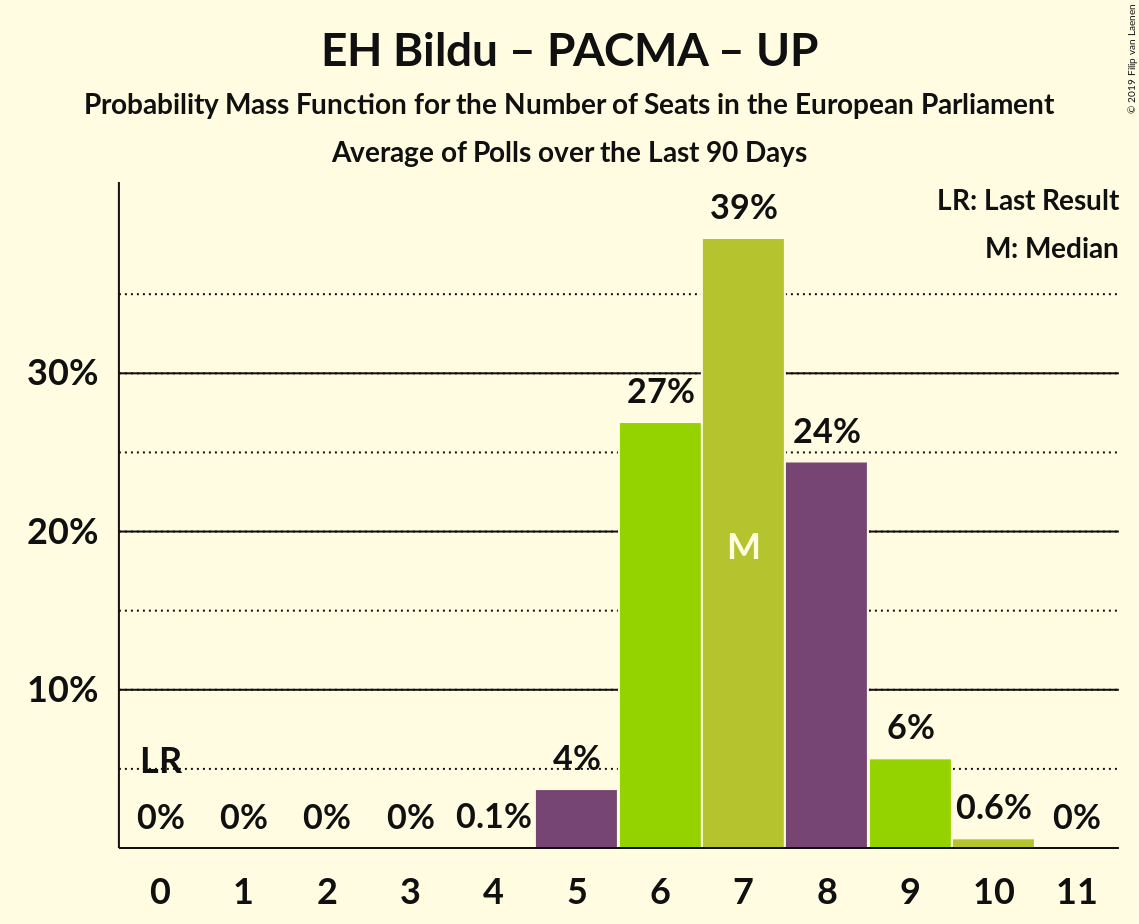 EH Bildu – PACMA – UP
Probability Mass Function for the Number of Seats in the European Parliament
Average of Polls over the Last 90 Days
© 2019 Filip van Laenen
LR: Last Result
M: Median
39%
30%
27%
24%
20%
M
10%
6%
LR
4%
0%
0%
0%
0%
0.1%
0.6%
0%
0 1 2 3 4 5 6 7 8 9 10 11